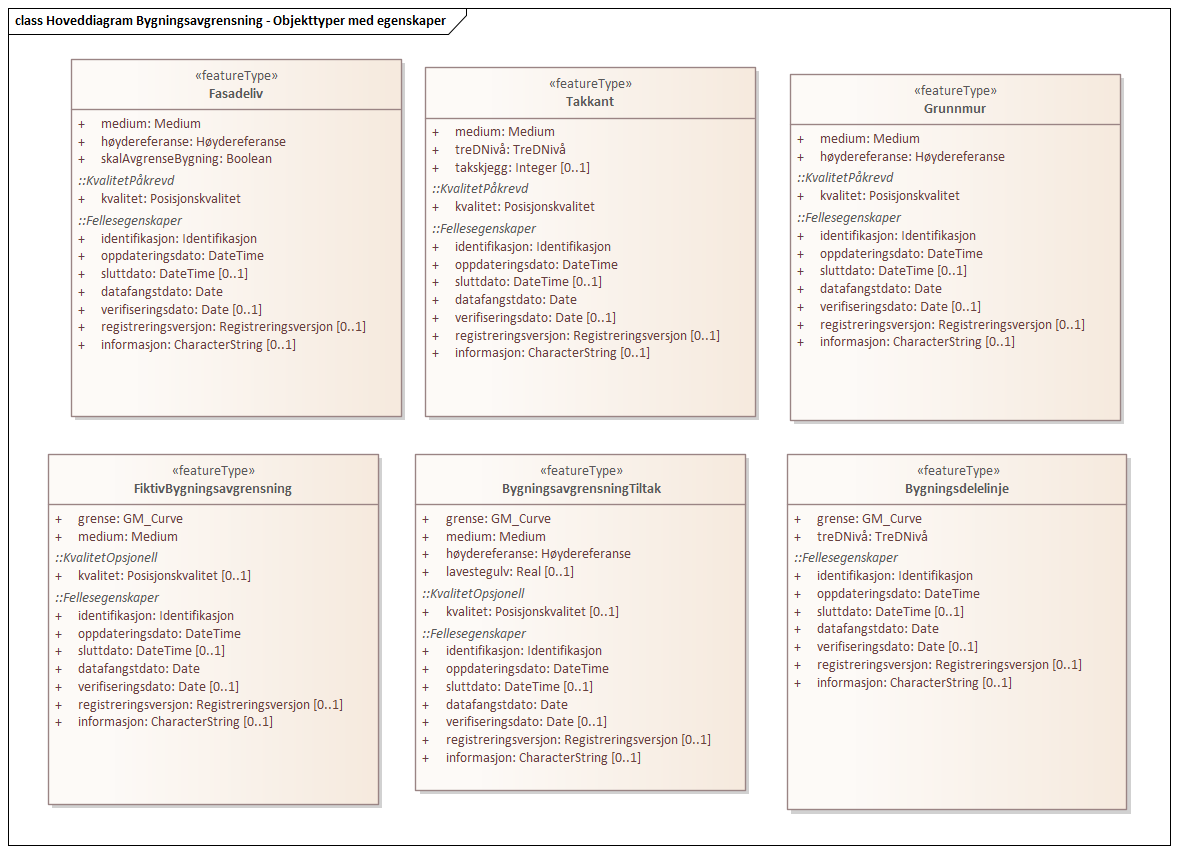 class Hoveddiagram Bygningsavgrensning - Objekttyper med egenskaper
«featureType»
Fasadeliv
+ medium: Medium
+ høydereferanse: Høydereferanse
+ skalAvgrenseBygning: Boolean
::KvalitetPåkrevd
+ kvalitet: Posisjonskvalitet
::Fellesegenskaper
+ identifikasjon: Identifikasjon
+ oppdateringsdato: DateTime
+ sluttdato: DateTime [0..1]
+ datafangstdato: Date
+ verifiseringsdato: Date [0..1]
+ registreringsversjon: Registreringsversjon [0..1]
+ informasjon: CharacterString [0..1]
«featureType»
Takkant
+ medium: Medium
+ treDNivå: TreDNivå
+ takskjegg: Integer [0..1]
::KvalitetPåkrevd
+ kvalitet: Posisjonskvalitet
::Fellesegenskaper
+ identifikasjon: Identifikasjon
+ oppdateringsdato: DateTime
+ sluttdato: DateTime [0..1]
+ datafangstdato: Date
+ verifiseringsdato: Date [0..1]
+ registreringsversjon: Registreringsversjon [0..1]
+ informasjon: CharacterString [0..1]
«featureType»
Grunnmur
+ medium: Medium
+ høydereferanse: Høydereferanse
::KvalitetPåkrevd
+ kvalitet: Posisjonskvalitet
::Fellesegenskaper
+ identifikasjon: Identifikasjon
+ oppdateringsdato: DateTime
+ sluttdato: DateTime [0..1]
+ datafangstdato: Date
+ verifiseringsdato: Date [0..1]
+ registreringsversjon: Registreringsversjon [0..1]
+ informasjon: CharacterString [0..1]
«featureType»
FiktivBygningsavgrensning
+ grense: GM_Curve
+ medium: Medium
::KvalitetOpsjonell
+ kvalitet: Posisjonskvalitet [0..1]
::Fellesegenskaper
+ identifikasjon: Identifikasjon
+ oppdateringsdato: DateTime
+ sluttdato: DateTime [0..1]
+ datafangstdato: Date
+ verifiseringsdato: Date [0..1]
+ registreringsversjon: Registreringsversjon [0..1]
+ informasjon: CharacterString [0..1]
«featureType»
BygningsavgrensningTiltak
+ grense: GM_Curve
+ medium: Medium
+ høydereferanse: Høydereferanse
+ lavestegulv: Real [0..1]
::KvalitetOpsjonell
+ kvalitet: Posisjonskvalitet [0..1]
::Fellesegenskaper
+ identifikasjon: Identifikasjon
+ oppdateringsdato: DateTime
+ sluttdato: DateTime [0..1]
+ datafangstdato: Date
+ verifiseringsdato: Date [0..1]
+ registreringsversjon: Registreringsversjon [0..1]
+ informasjon: CharacterString [0..1]
«featureType»
Bygningsdelelinje
+ grense: GM_Curve
+ treDNivå: TreDNivå
::Fellesegenskaper
+ identifikasjon: Identifikasjon
+ oppdateringsdato: DateTime
+ sluttdato: DateTime [0..1]
+ datafangstdato: Date
+ verifiseringsdato: Date [0..1]
+ registreringsversjon: Registreringsversjon [0..1]
+ informasjon: CharacterString [0..1]